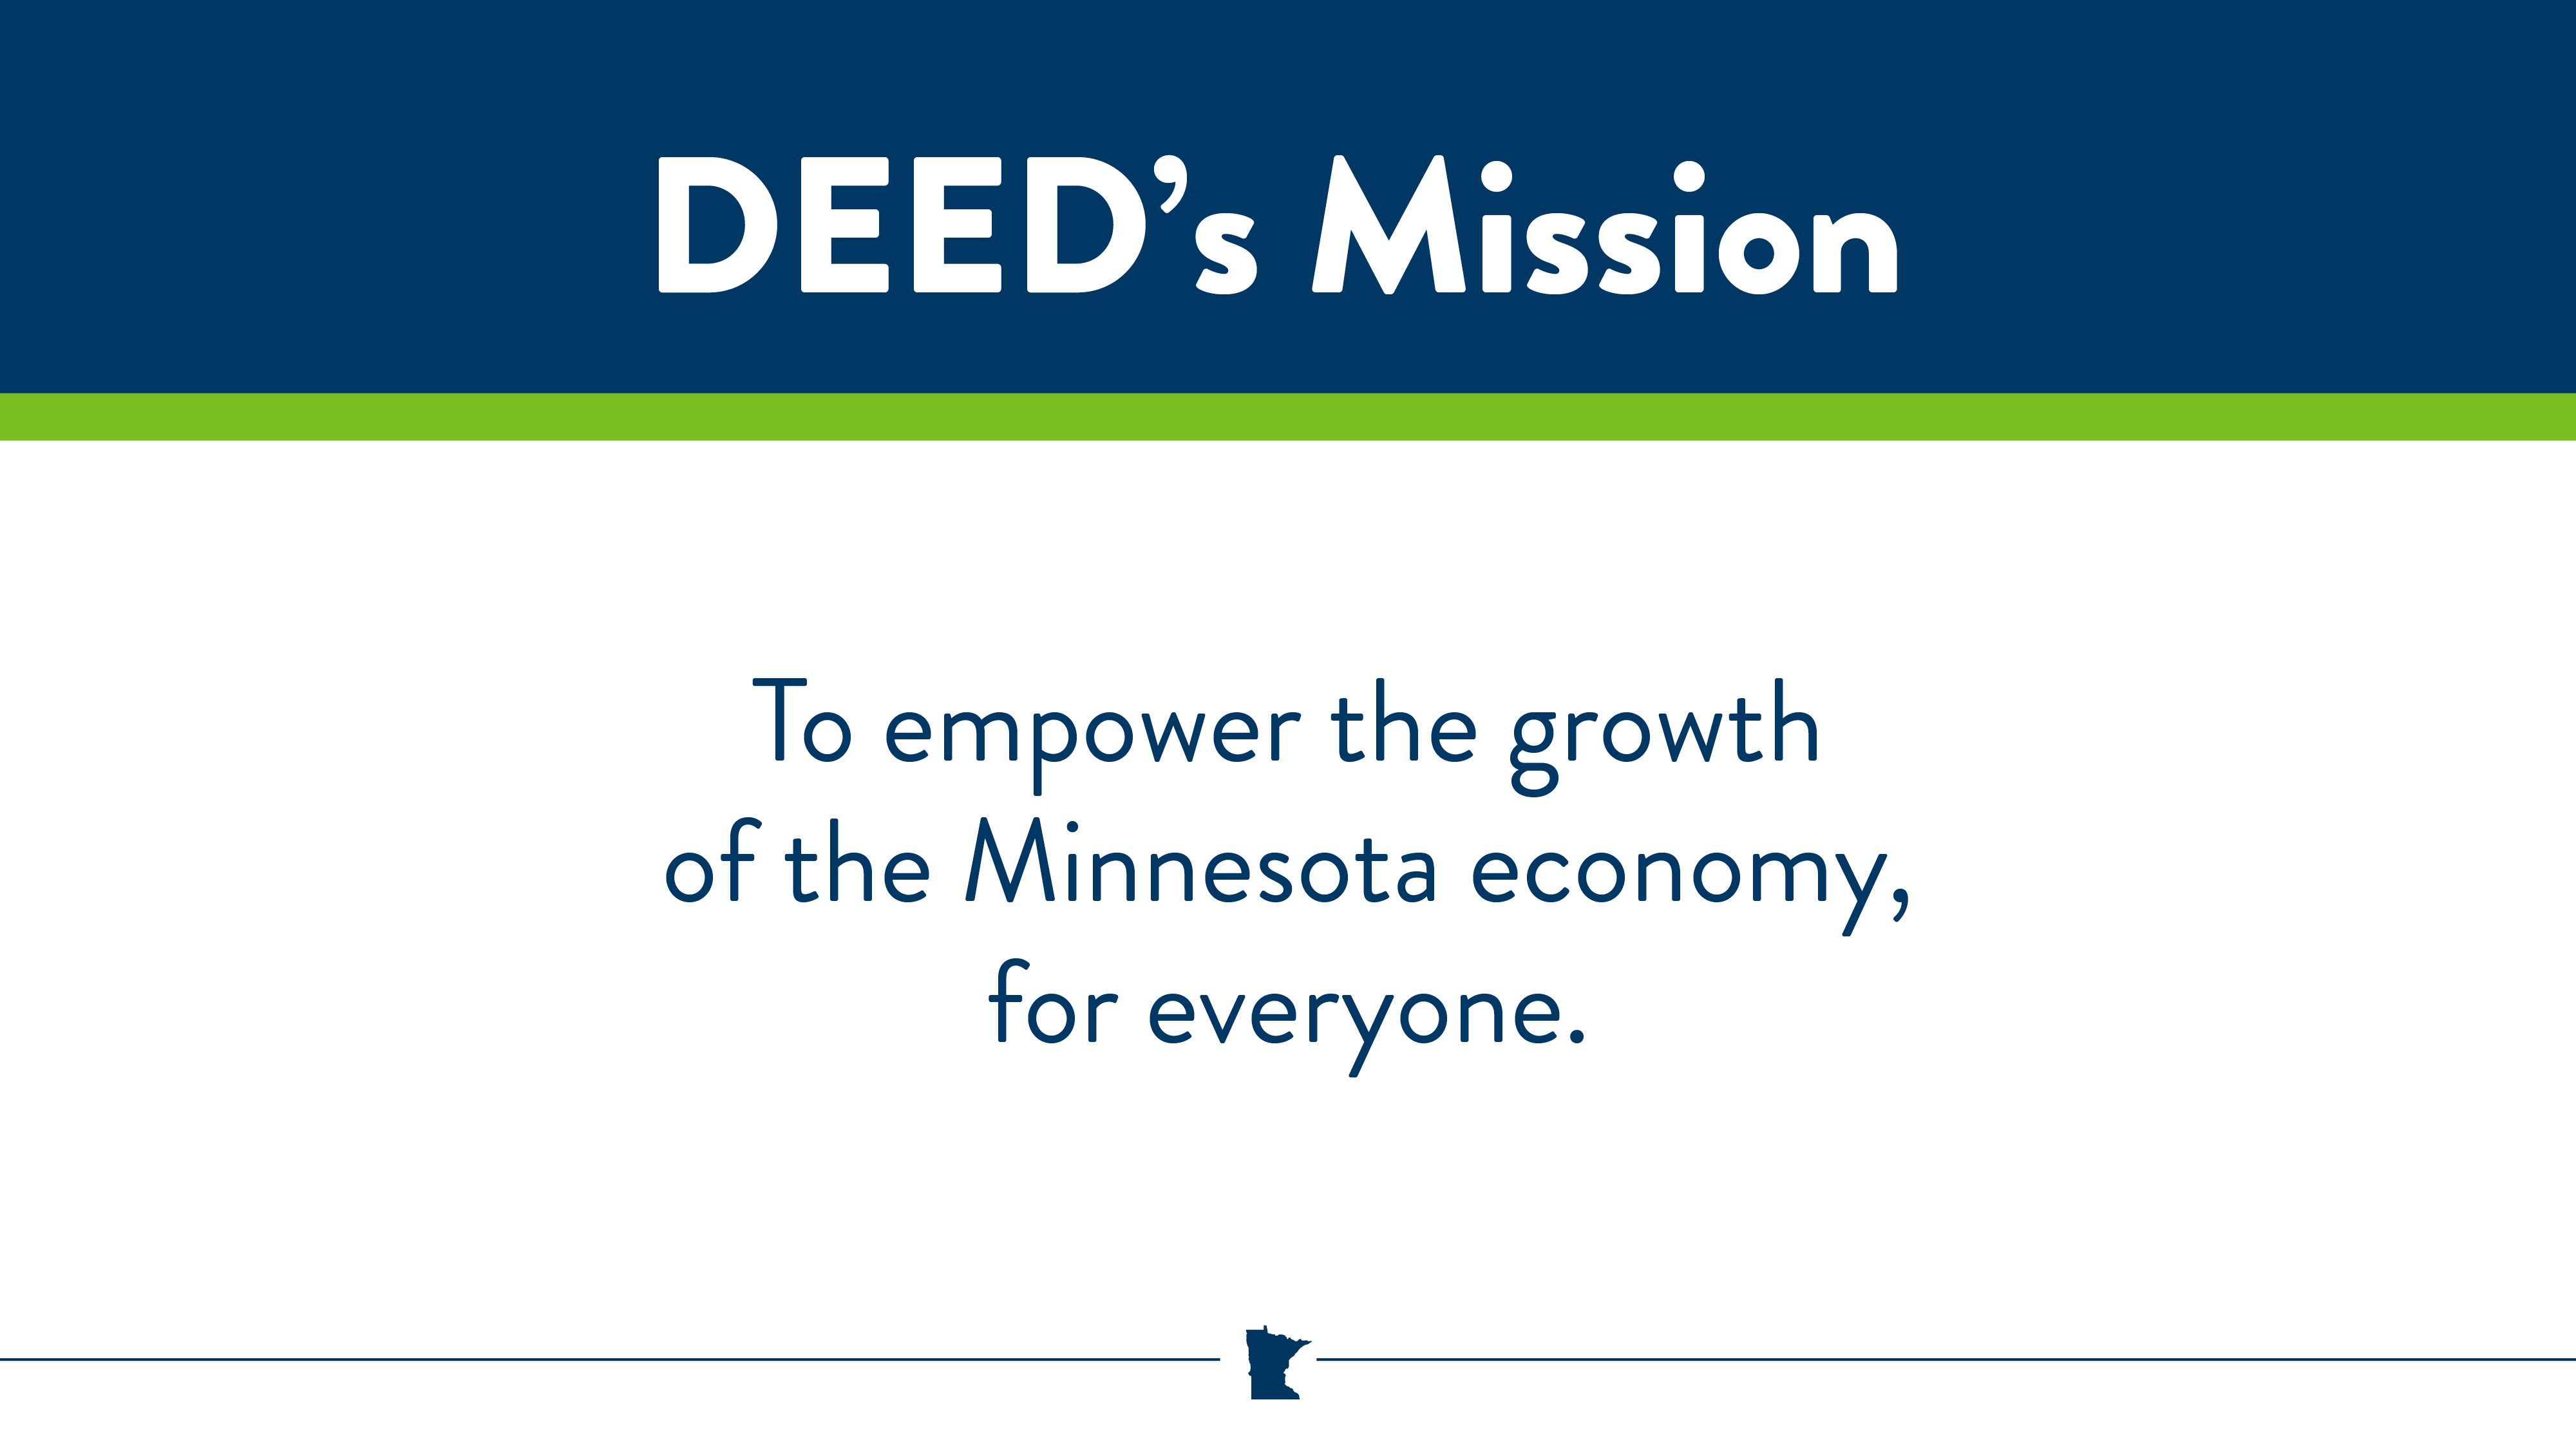 DEED’s Mission
To empower the growth
of the Minnesota economy,
for everyone.